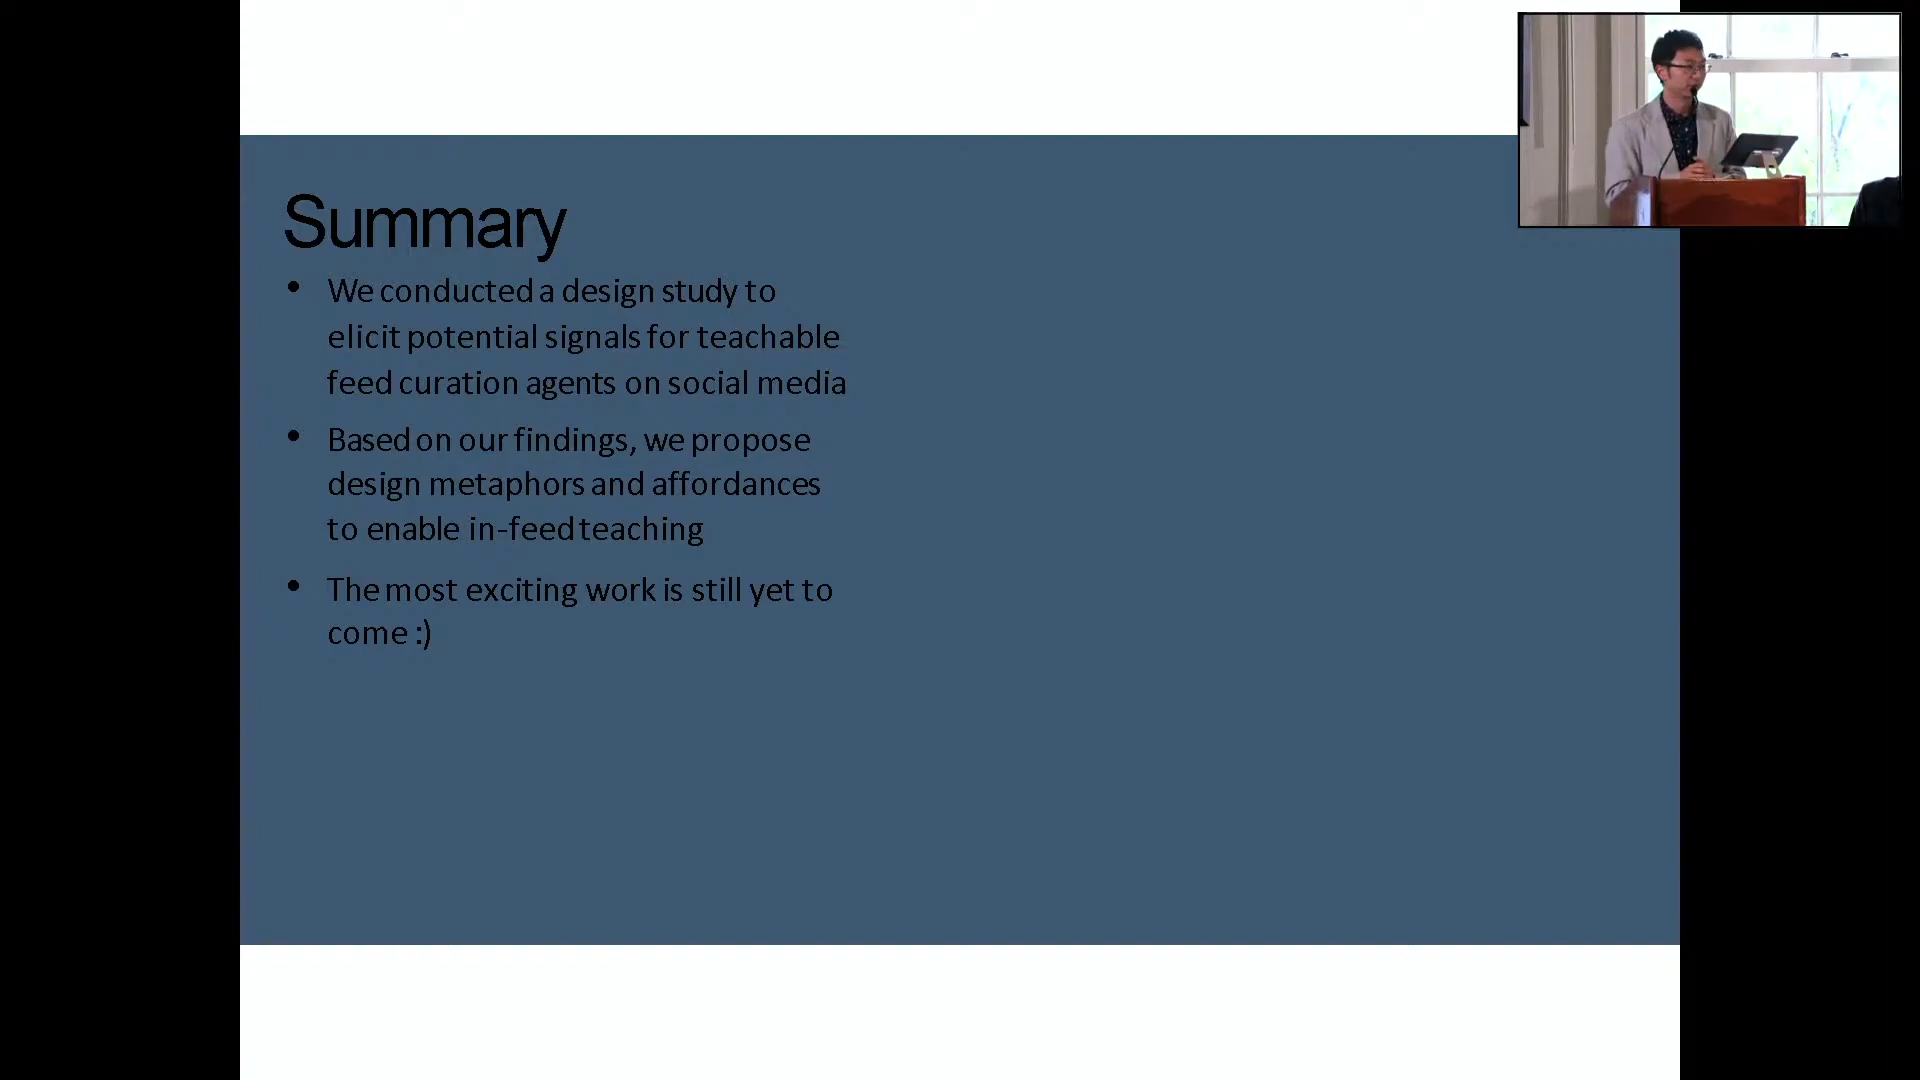 Summary
• We conducted a design study to
elicit potential signals for teachable
feed curation agents on social media
• Based on our findings, we propose
design metaphors and affordances
to enable in-feed teaching
• The most exciting work is still yet to
come :)